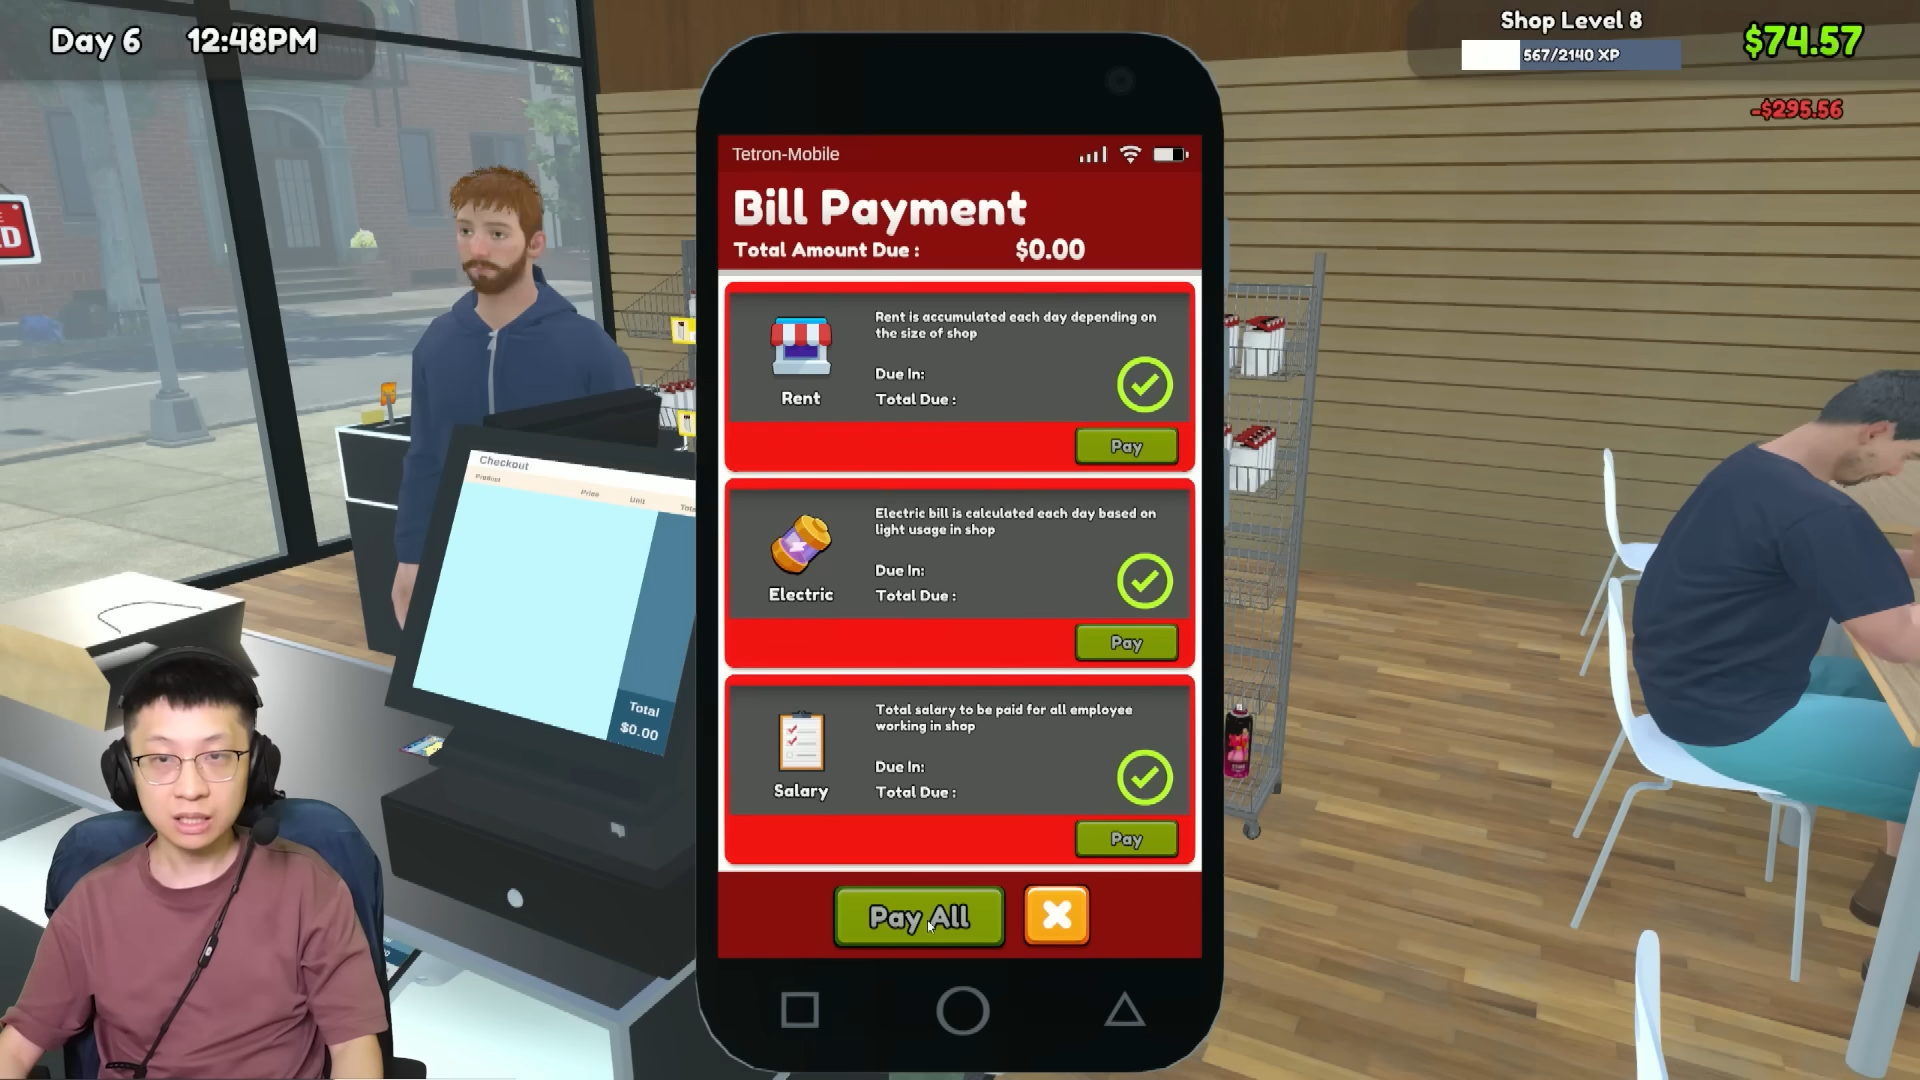 Day 6
12:48PM
Shop Level 8
567/2140 XP
$74.57
-$295.56
Tetron-Mobile
Bill Payment
Total Amount Due :
$0.00
Rent is accumulated each day depending on
the size of shop
Due In:
Total Due :
Rent
Pay
Electric bill is calculated each day based on
light usage in shop
Due In:
Total Due :
Electric
Pay
Total salary to be paid for all employee
working in shop
Due In:
Total Due :
Salary
Pay
Pay All
Checkout
Product
Price
Unit
Total
$0.00